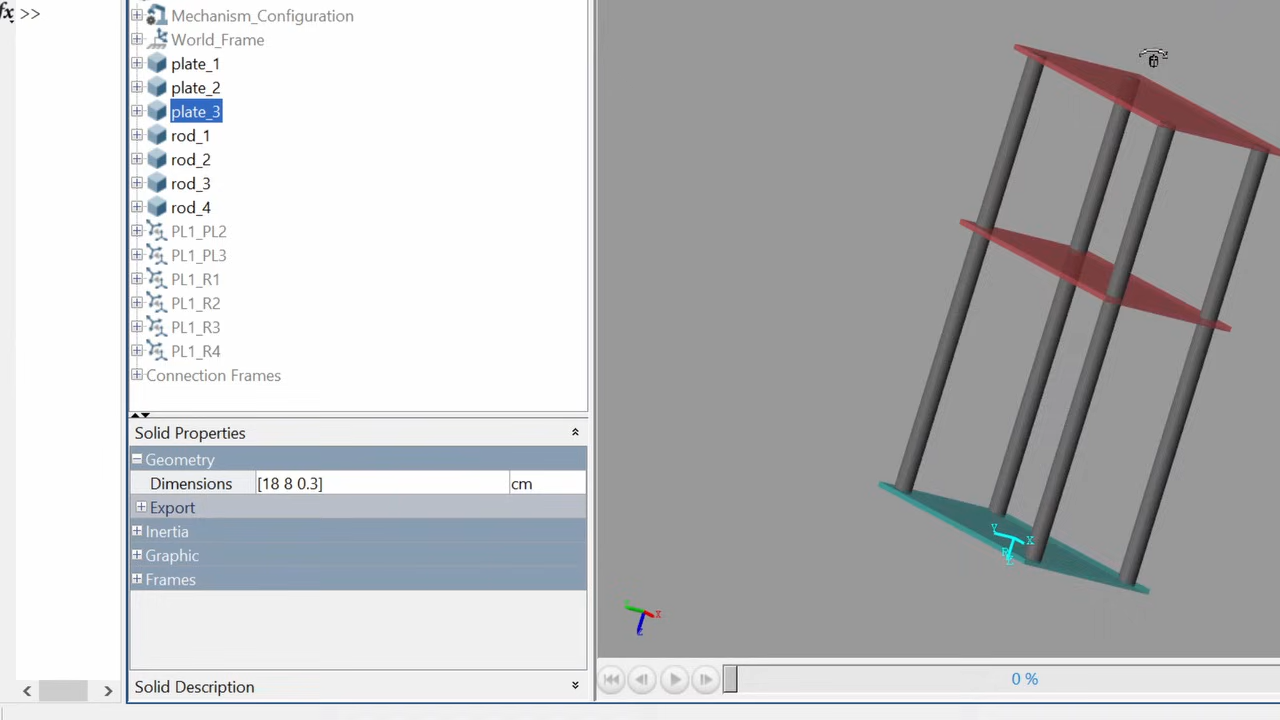 fx >>
Mechanism_Configuration
World_Frame
plate_1
plate_2
plate_3
rod_1
rod_2
rod_3
rod_4
PL1_PL2
PL1_PL3
PL1_R1
PL1_R2
PL1_R3
PL1_R4
Connection Frames
Solid Properties
Geometry
Dimensions [18 8 0.3] cm
Export
Inertia
Graphic
Frames
Solid Description
Y
X
R
Z
X
0 %